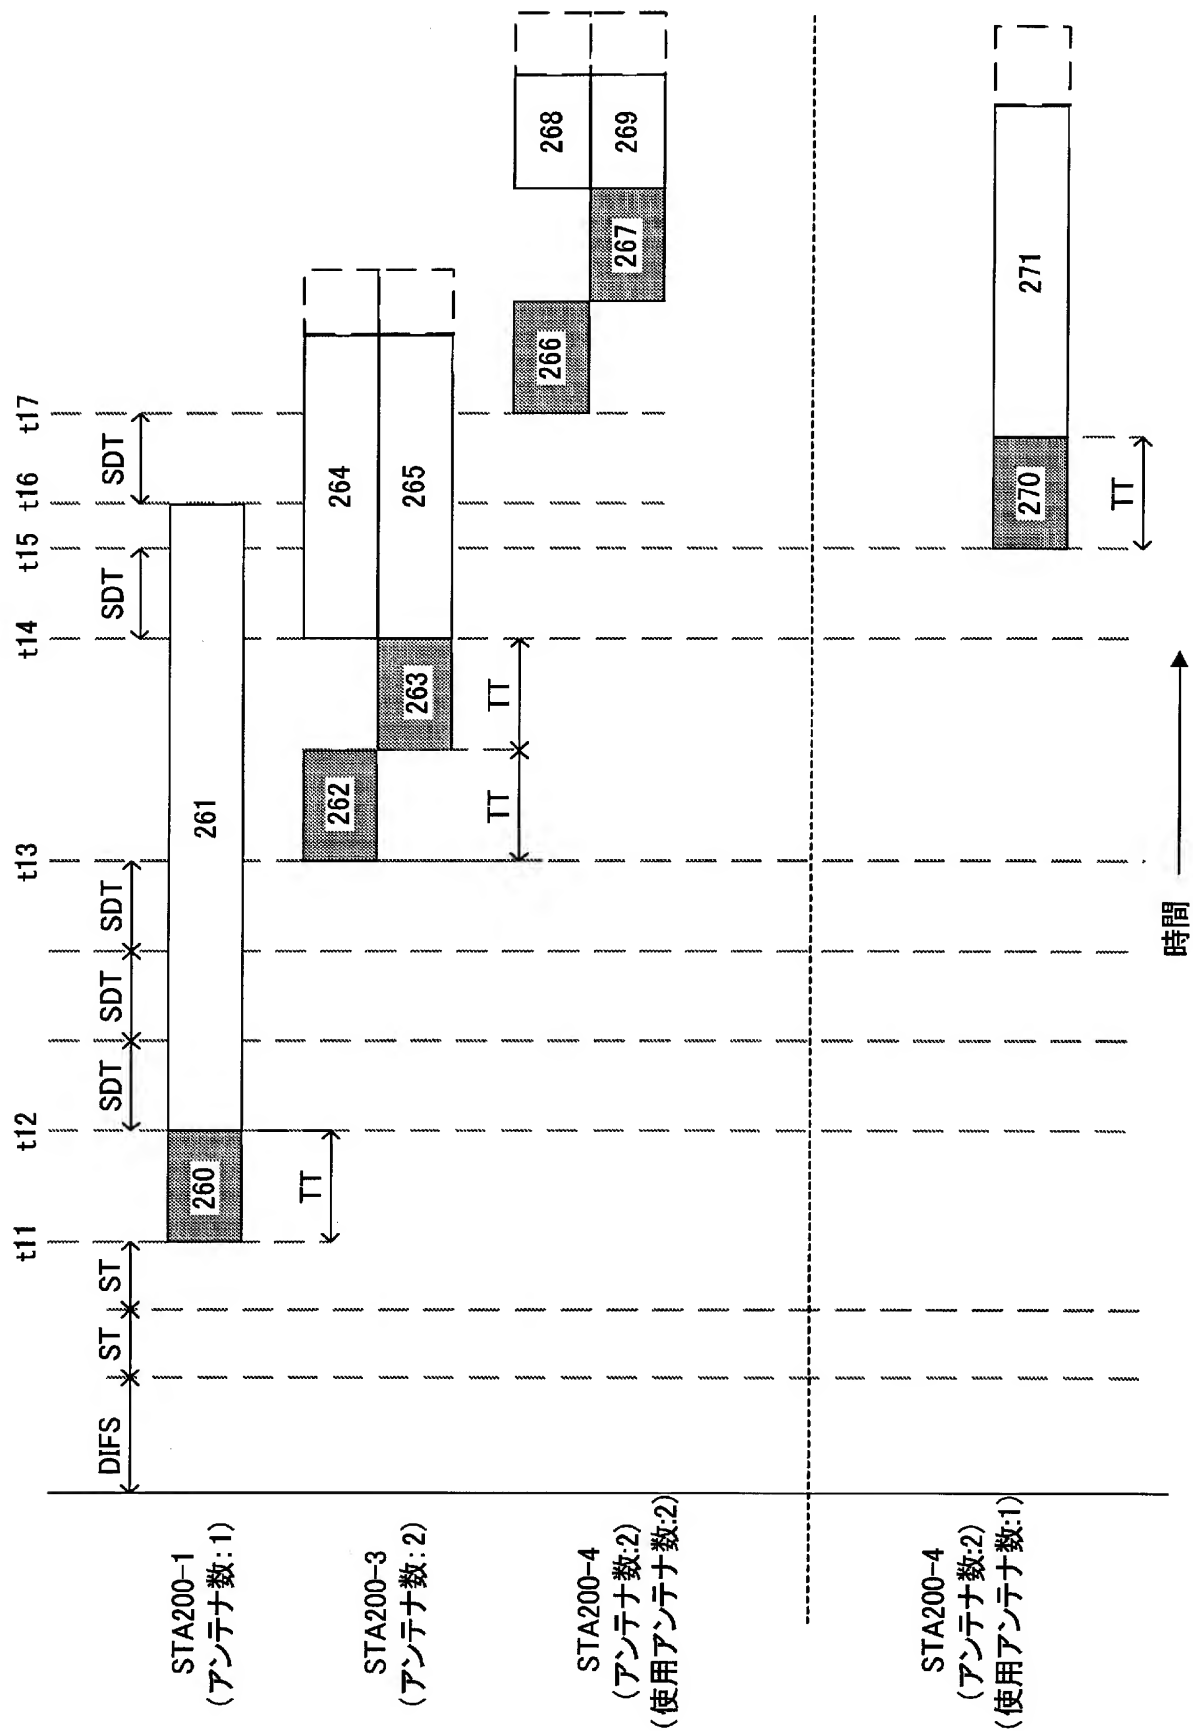 t11
t12
t13
t14
t15
t16
t17
DIFS
ST
ST
SDT
SDT
SDT
SDT
SDT
STA200-1
(アンテナ数:1)
260
261
TT
STA200-3
(アンテナ数:2)
262
263
264
265
TT
TT
STA200-4
(アンテナ数:2)
(使用アンテナ数:2)
266
267
268
269
STA200-4
(アンテナ数:2)
(使用アンテナ数:1)
270
271
TT
時間